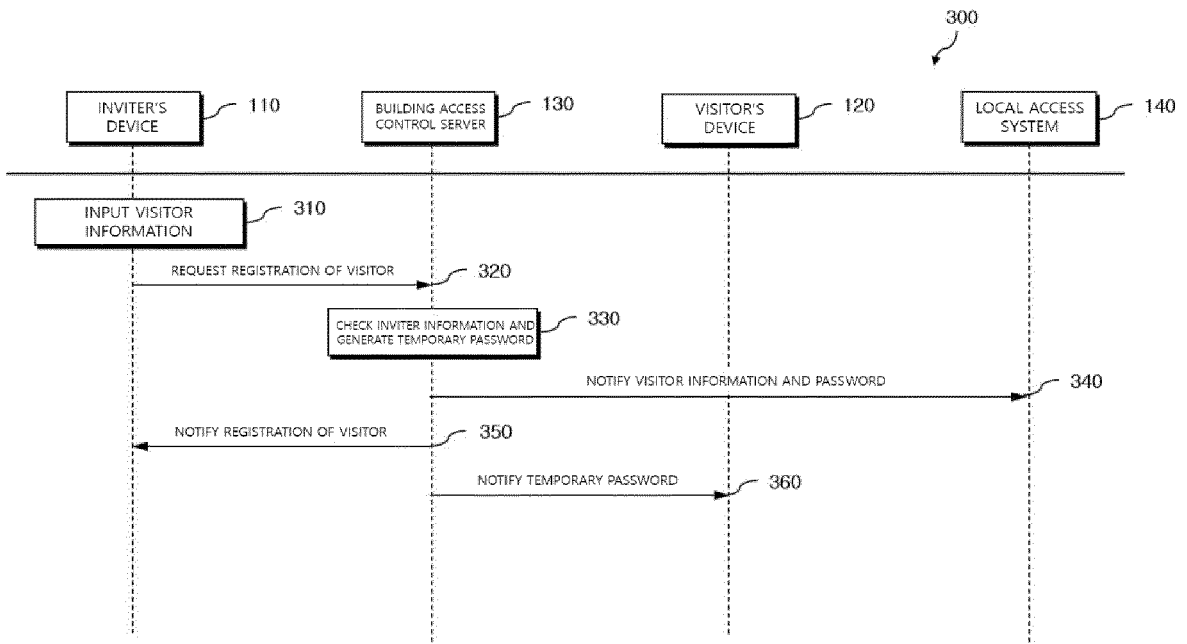 300
INVITER'S
DEVICE
110
BUILDING ACCESS
CONTROL SERVER
130
VISITOR'S
DEVICE
120
LOCAL ACCESS
SYSTEM
140
INPUT VISITOR
INFORMATION
310
REQUEST REGISTRATION OF VISITOR
320
CHECK INVITER INFORMATION AND
GENERATE TEMPORARY PASSWORD
330
NOTIFY VISITOR INFORMATION AND PASSWORD
340
NOTIFY REGISTRATION OF VISITOR
350
NOTIFY TEMPORARY PASSWORD
360